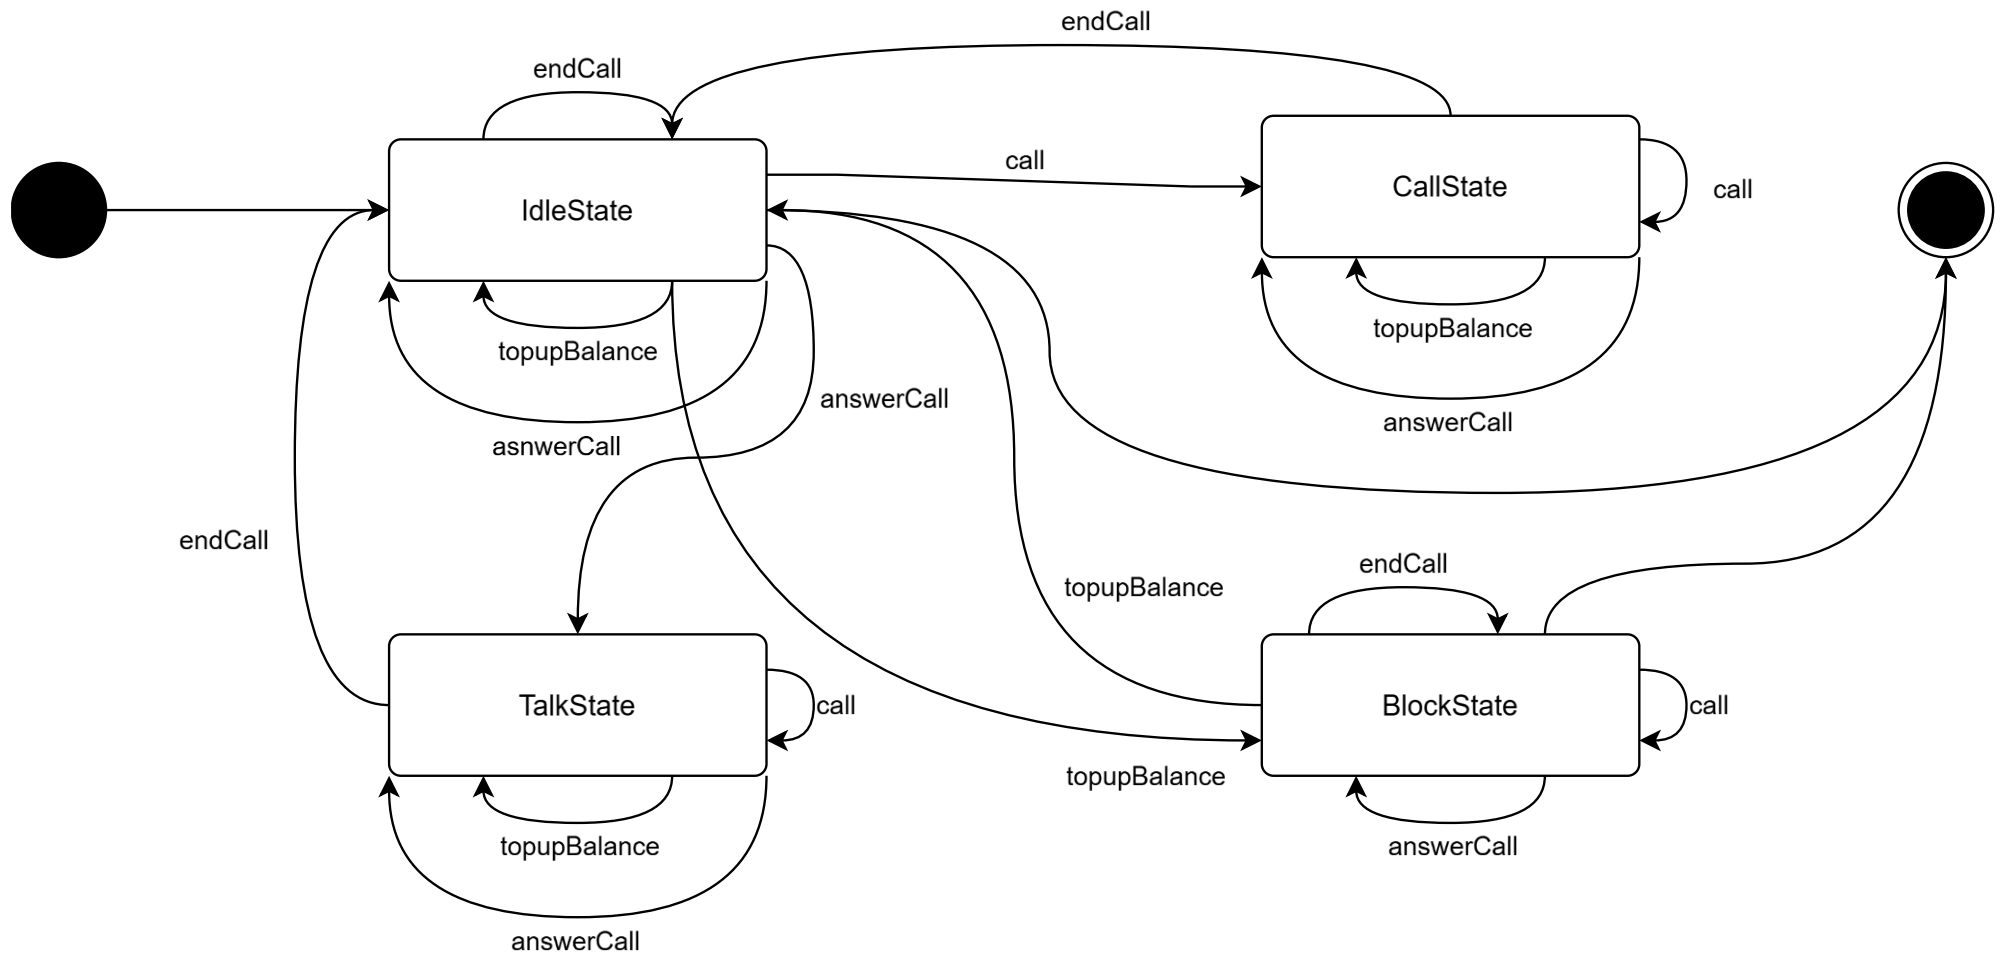 endCall
endCall
call
CallState
call
IdleState
topupBalance
topupBalance
answerCall
answerCall
asnwerCall
endCall
endCall
topupBalance
TalkState
call
BlockState
call
topupBalance
topupBalance
answerCall
answerCall